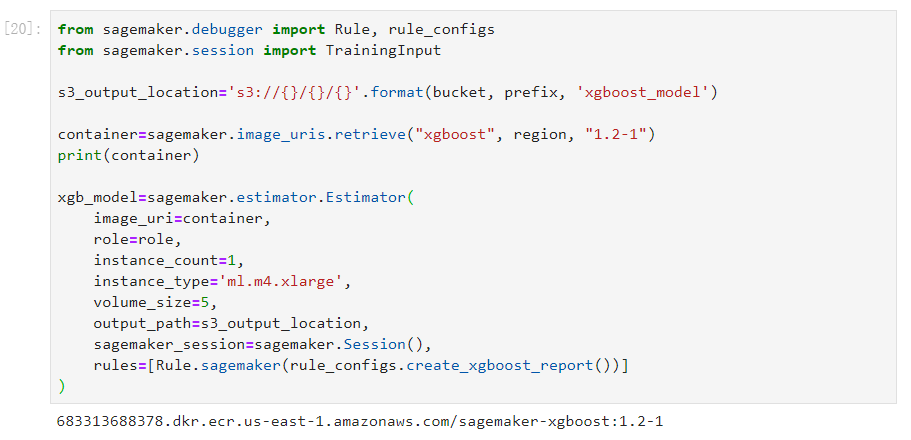 [20]:
from sagemaker.debugger import Rule, rule_configs
from sagemaker.session import TrainingInput
s3_output_location='s3://{}/{}/{}'.format(bucket, prefix, 'xgboost_model')
container=sagemaker.image_uris.retrieve("xgboost", region, "1.2-1")
print(container)
xgb_model=sagemaker.estimator.Estimator(
    image_uri=container,
    role=role,
    instance_count=1,
    instance_type='ml.m4.xlarge',
    volume_size=5,
    output_path=s3_output_location,
    sagemaker_session=sagemaker.Session(),
    rules=[Rule.sagemaker(rule_configs.create_xgboost_report())]
)
683313688378.dkr.ecr.us-east-1.amazonaws.com/sagemaker-xgboost:1.2-1